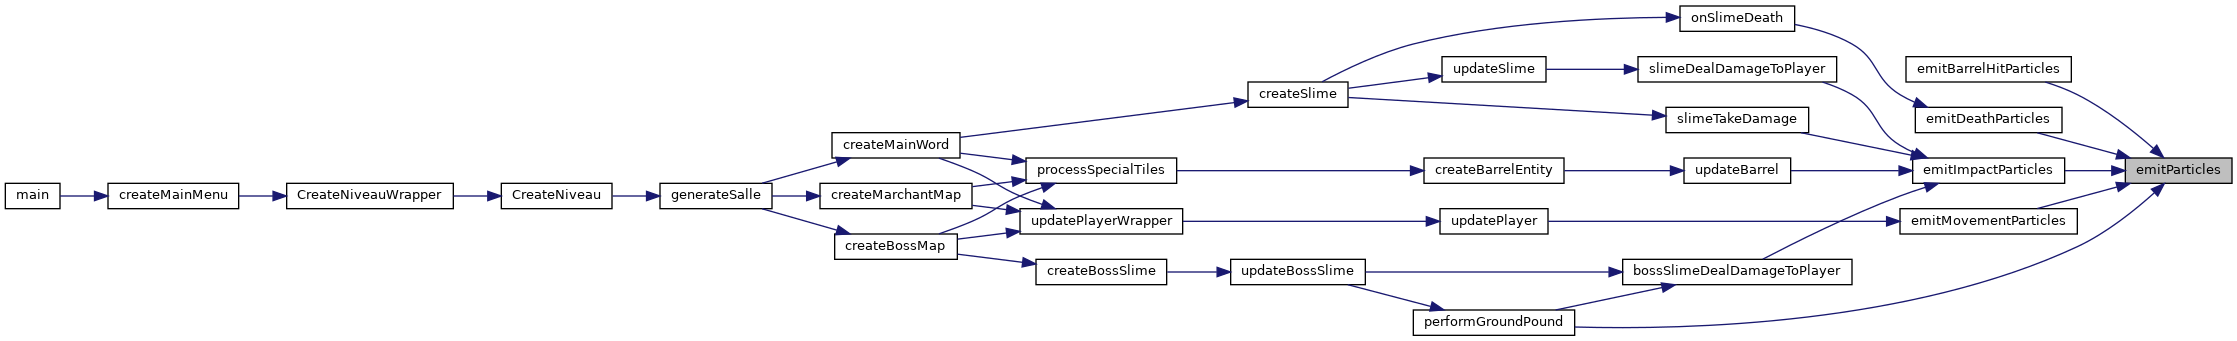 onSlimeDeath
updateSlime
slimeDealDamageToPlayer
emitBarrelHitParticles
createSlime
slimeTakeDamage
emitDeathParticles
createMainWord
processSpecialTiles
createBarrelEntity
updateBarrel
emitImpactParticles
emitParticles
main
createMainMenu
CreateNiveauWrapper
CreateNiveau
generateSalle
createMarchantMap
updatePlayerWrapper
updatePlayer
emitMovementParticles
createBossMap
createBossSlime
updateBossSlime
bossSlimeDealDamageToPlayer
performGroundPound